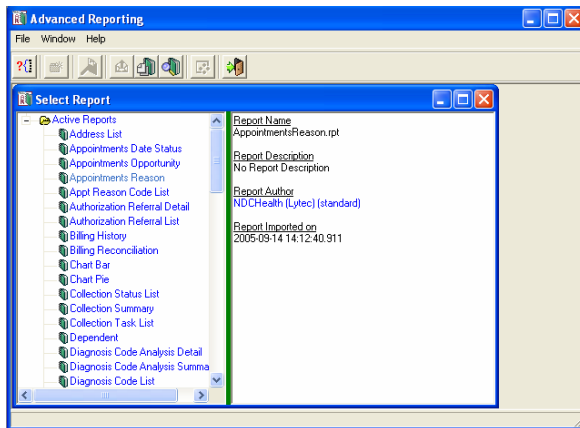 Advanced Reporting
File Window Help
Select Report
Active Reports
Address List
Appointments Date Status
Appointments Opportunity
Appointments Reason
Appt Reason Code List
Authorization Referral Detail
Authorization Referral List
Billing History
Billing Reconciliation
Chart Bar
Chart Pie
Collection Status List
Collection Summary
Collection Task List
Dependent
Diagnosis Code Analysis Detail
Diagnosis Code Analysis Summa
Diagnosis Code List
Report Name
AppointmentsReason.rpt
Report Description
No Report Description
Report Author
NDCHealth (Lytec) (standard)
Report Imported on
2005-09-14 14:12:40.911